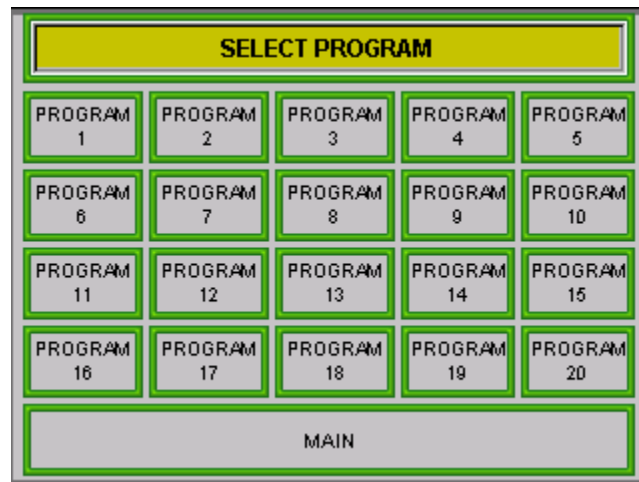 SELECT PROGRAM
PROGRAM 1
PROGRAM 2
PROGRAM 3
PROGRAM 4
PROGRAM 5
PROGRAM 6
PROGRAM 7
PROGRAM 8
PROGRAM 9
PROGRAM 10
PROGRAM 11
PROGRAM 12
PROGRAM 13
PROGRAM 14
PROGRAM 15
PROGRAM 16
PROGRAM 17
PROGRAM 18
PROGRAM 19
PROGRAM 20
MAIN